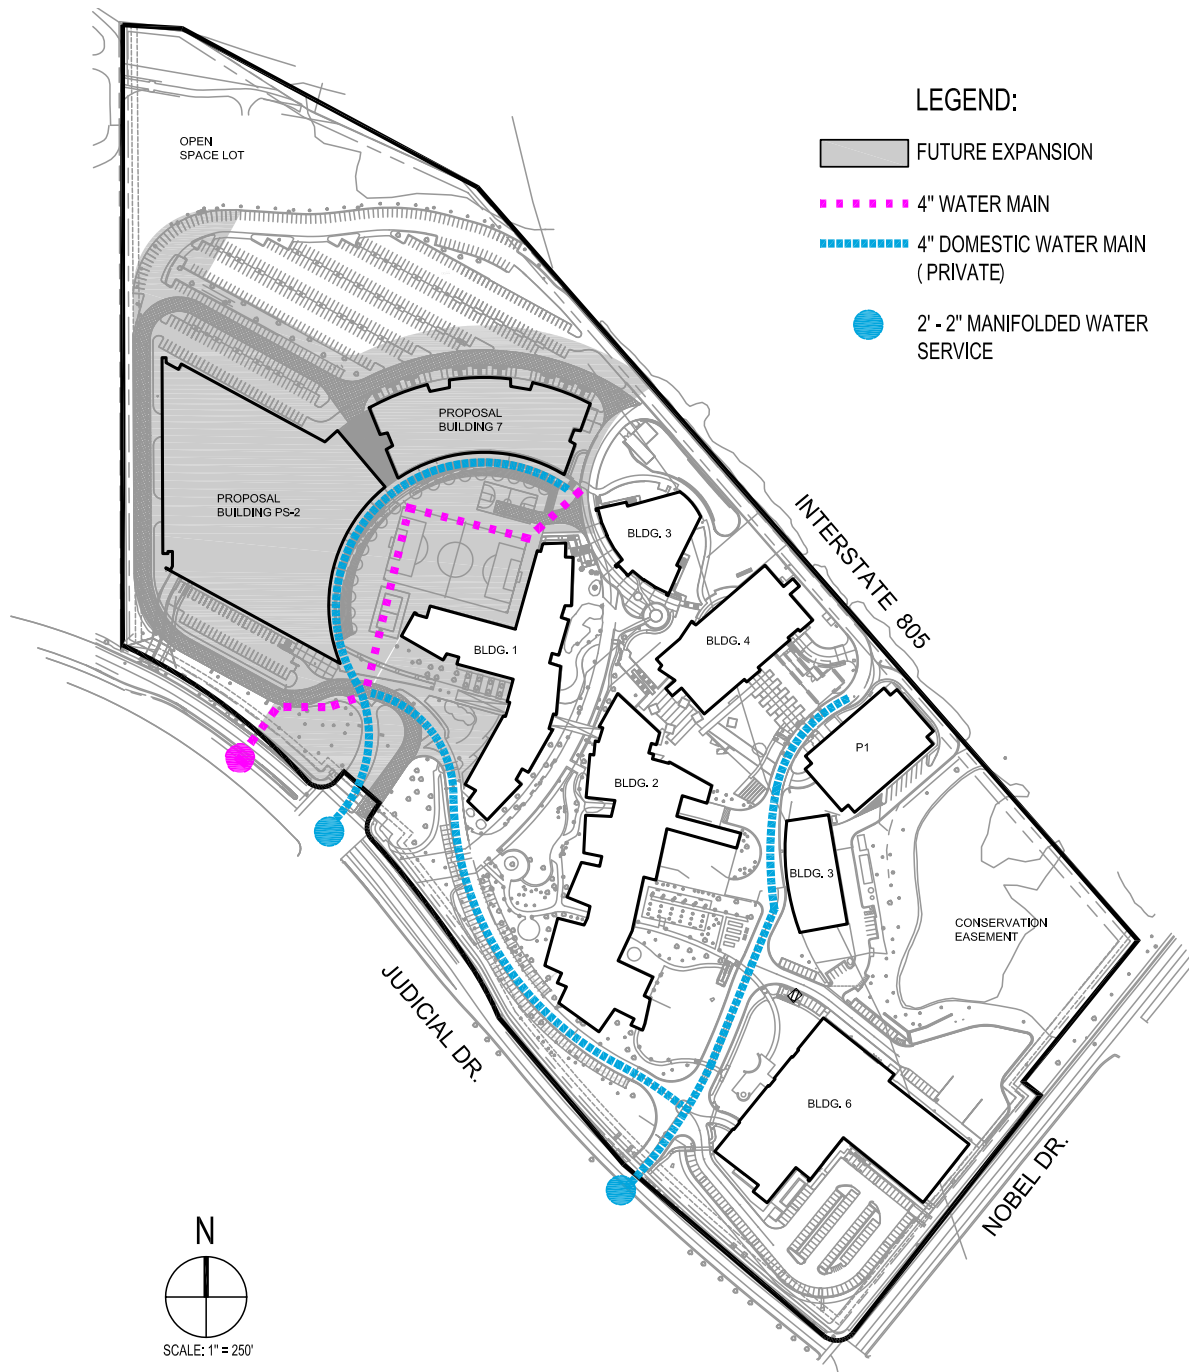 LEGEND:
FUTURE EXPANSION
4" WATER MAIN
4" DOMESTIC WATER MAIN
( PRIVATE)
2' - 2" MANIFOLDED WATER
SERVICE
OPEN
SPACE LOT
PROPOSAL
BUILDING 7
PROPOSAL
BUILDING PS-2
BLDG. 3
INTERSTATE 805
BLDG. 1
BLDG. 4
P1
BLDG. 2
BLDG. 3
CONSERVATION
EASEMENT
JUDICIAL DR.
BLDG. 6
NOBEL DR.
N
SCALE: 1" = 250'